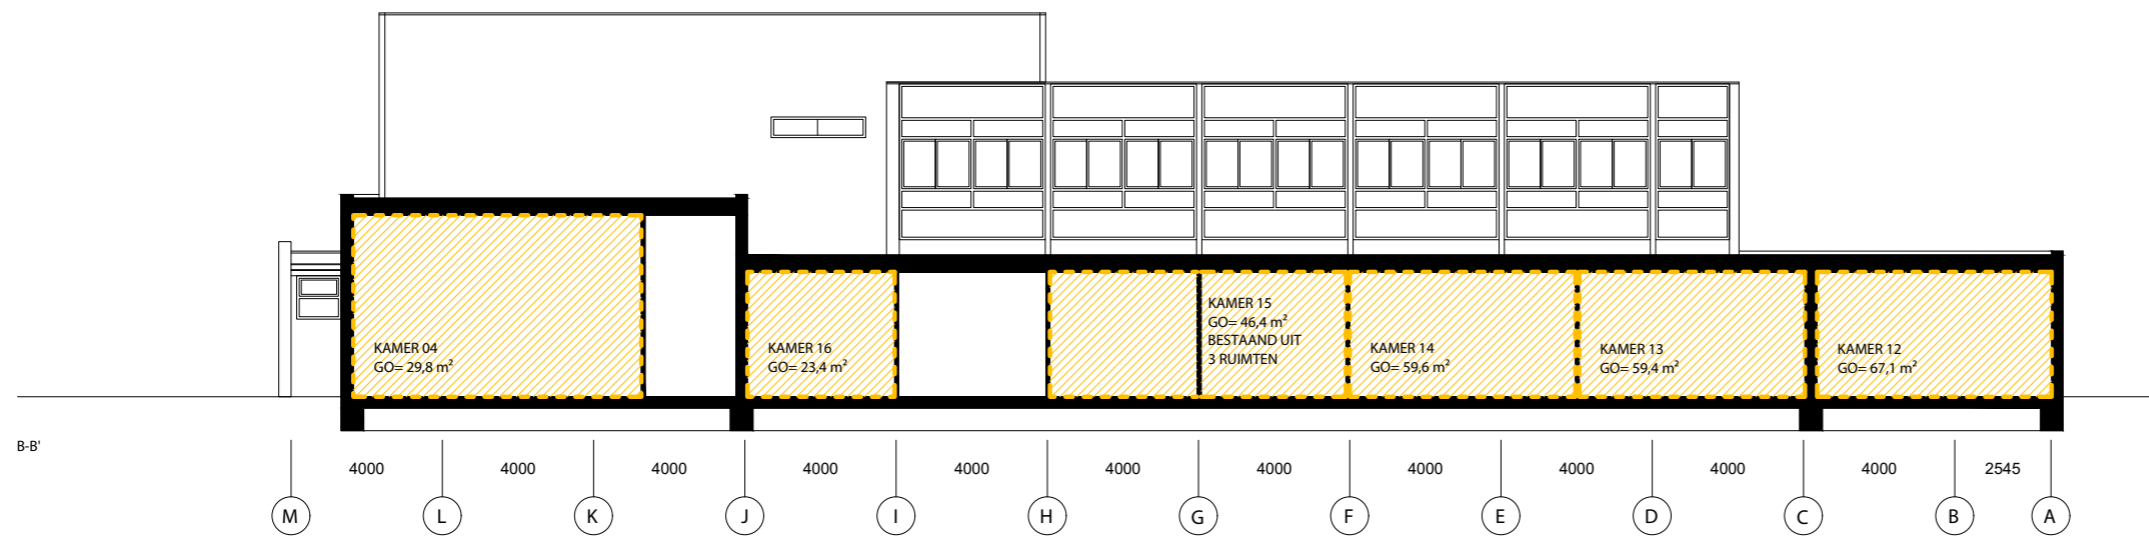 KAMER 04
GO= 29,8 m²
KAMER 16
GO= 23,4 m²
KAMER 15
GO= 46,4 m²
BESTAAND UIT
3 RUIMTEN
KAMER 14
GO= 59,6 m²
KAMER 13
GO= 59,4 m²
KAMER 12
GO= 67,1 m²
B-B'
4000 4000 4000 4000 4000 4000 4000 4000 4000 4000 4000 2545
M L K J I H G F E D C B A